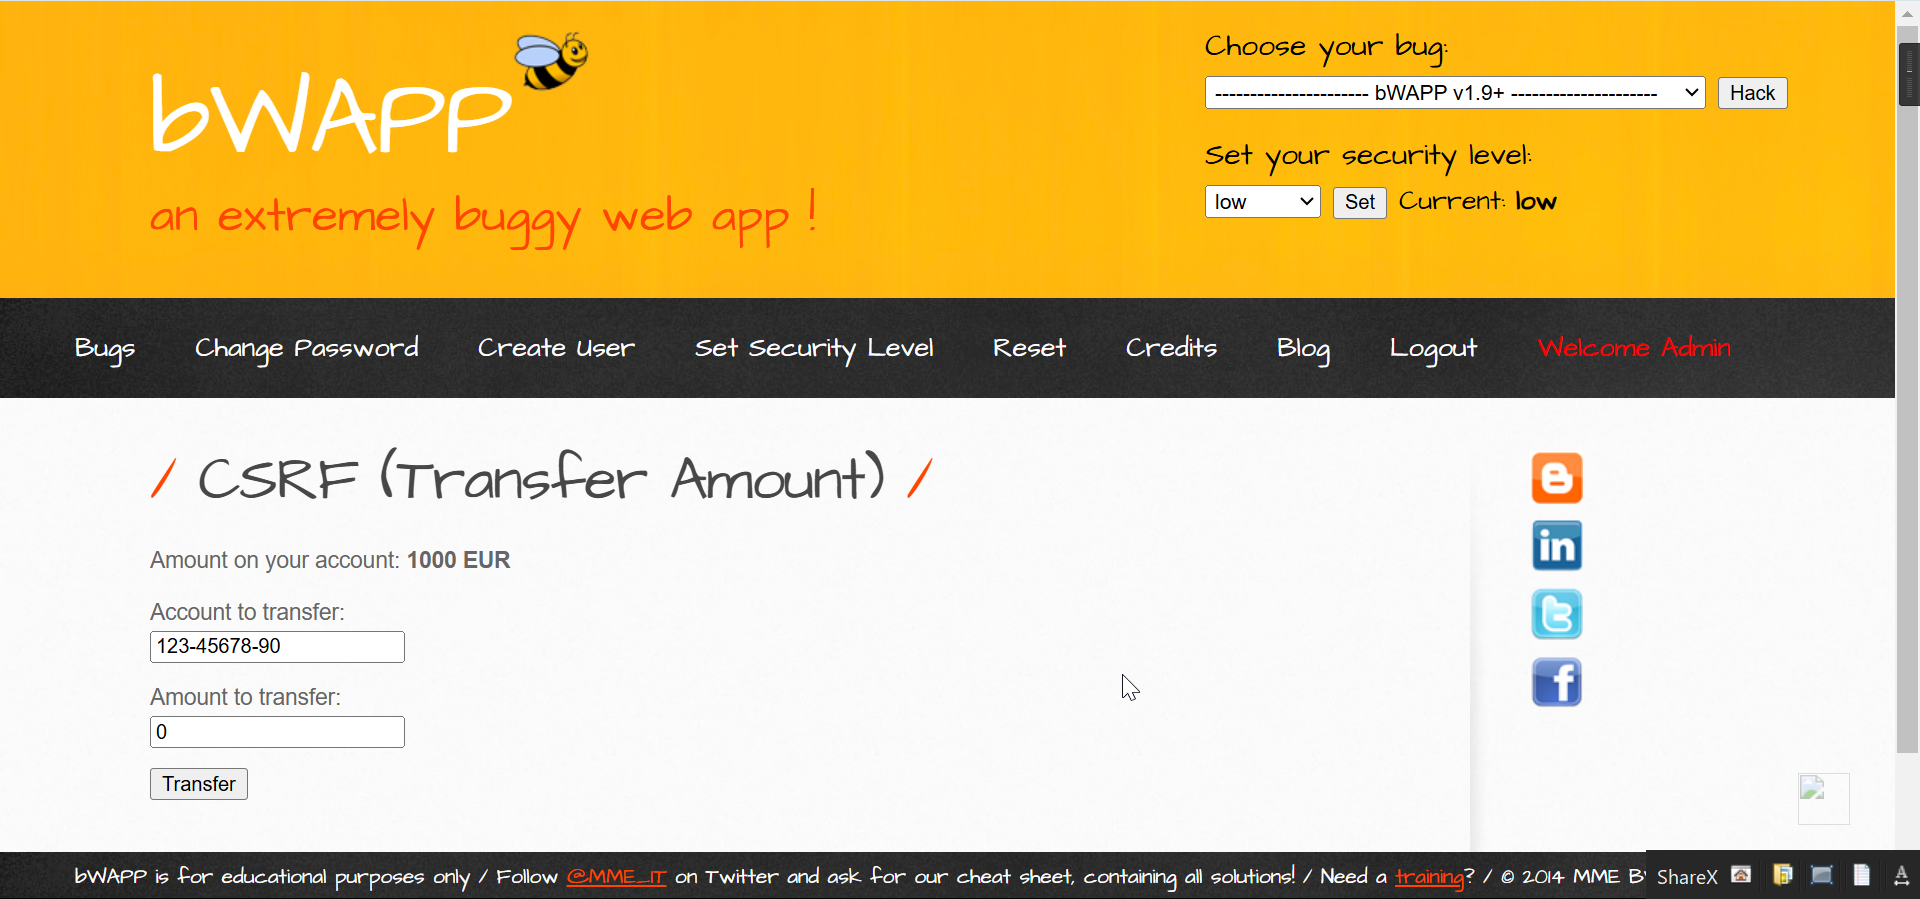 bWAPP
an extremely buggy web app !
Choose your bug:
---------------------- bWAPP v1.9+ ---------------------
Hack
Set your security level:
low
Set
Current: low
Bugs
Change Password
Create User
Set Security Level
Reset
Credits
Blog
Logout
Welcome Admin
/ CSRF (Transfer Amount) /
Amount on your account: 1000 EUR
Account to transfer:
123-45678-90
Amount to transfer:
0
Transfer
bWAPP is for educational purposes only / Follow @MME_IT on Twitter and ask for our cheat sheet, containing all solutions! / Need a training? / © 2014 MME
ShareX